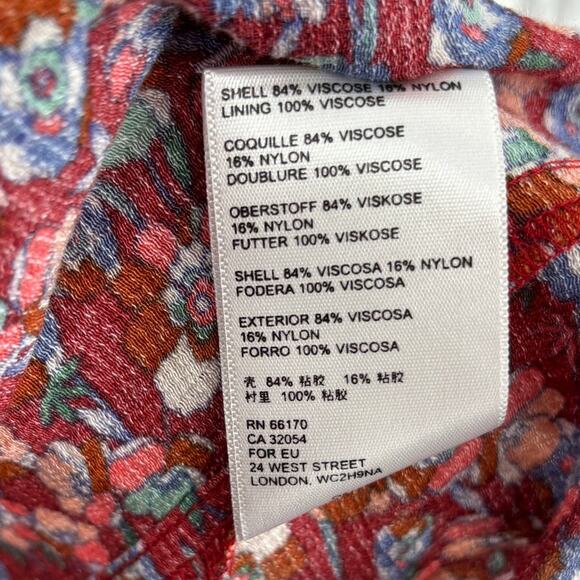 SHELL 84% VISCOSE 16% NYLON
LINING 100% VISCOSE
COQUILLE 84% VISCOSE
16% NYLON
DOUBLURE 100% VISCOSE
OBERSTOFF 84% VISKOSE
16% NYLON
FUTTER 100% VISKOSE
SHELL 84% VISCOSA 16% NYLON
FODERA 100% VISCOSA
EXTERIOR 84% VISCOSA
16% NYLON
FORRO 100% VISCOSA
壳 84% 粘胶 16% 粘胶
衬里 100% 粘胶
RN 66170
CA 32054
FOR EU
24 WEST STREET
LONDON, WC2H9NA